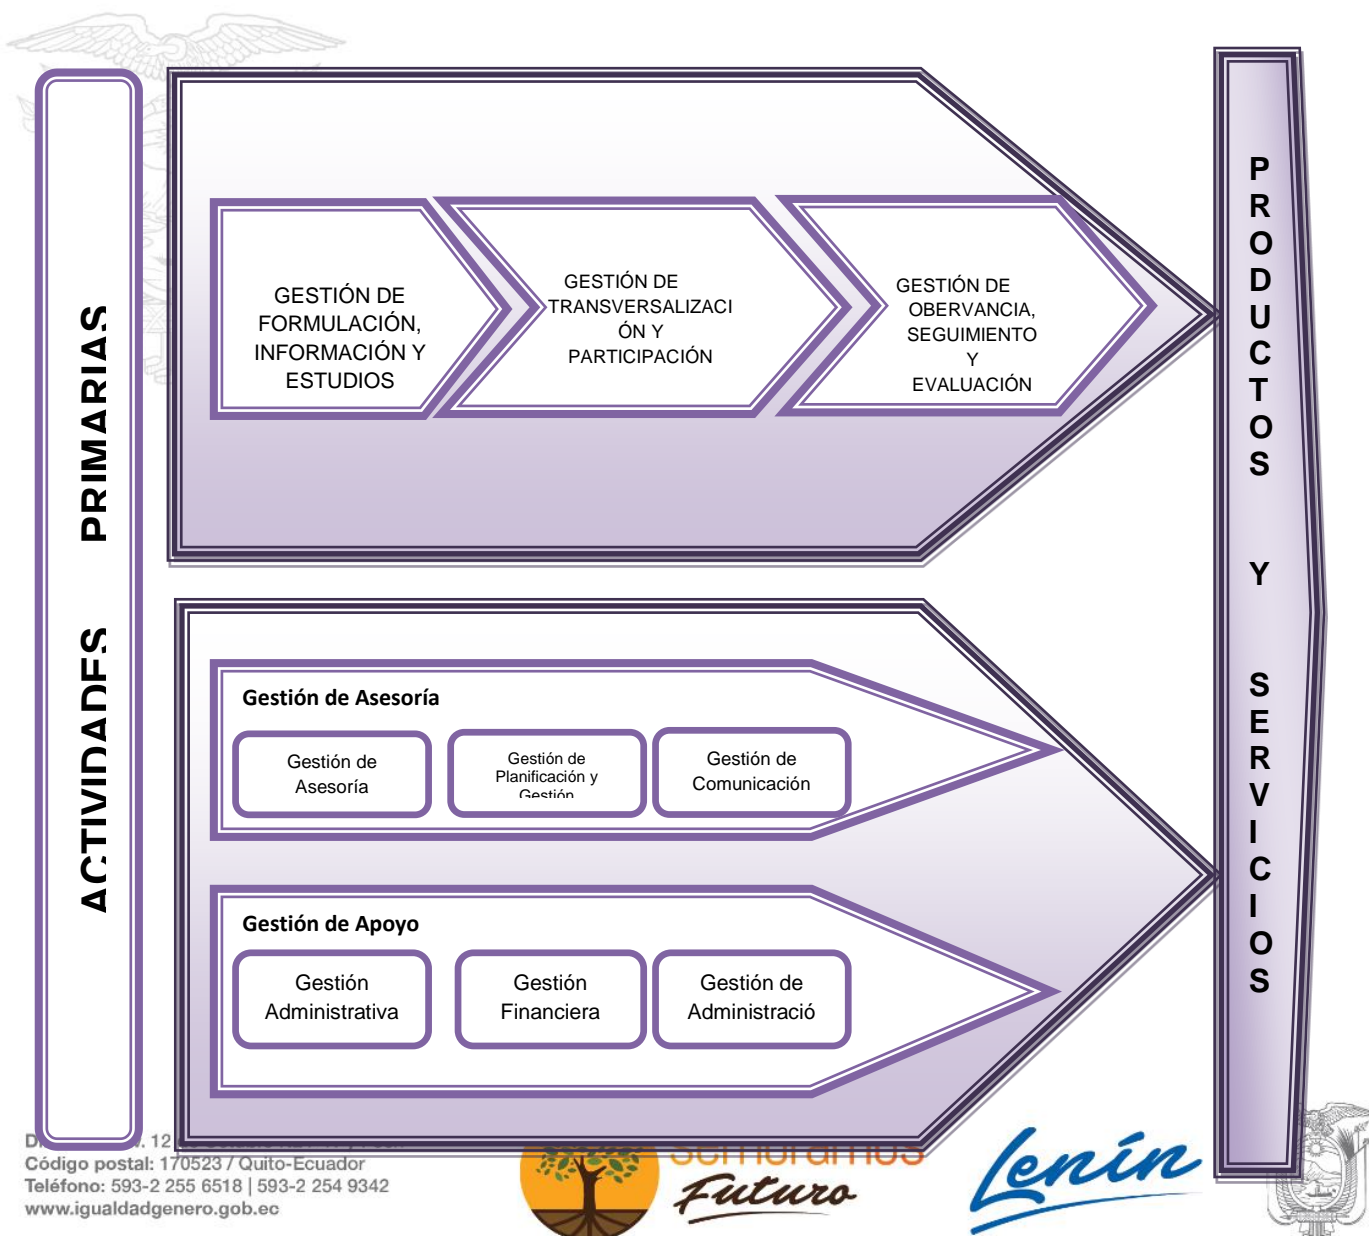 ACTIVIDADES PRIMARIAS
GESTIÓN DE
FORMULACIÓN,
INFORMACIÓN Y
ESTUDIOS
GESTIÓN DE
TRANSVERSALIZACI
ÓN Y
PARTICIPACIÓN
GESTIÓN DE
OBERVANCIA,
SEGUIMIENTO
Y
EVALUACIÓN
PRODUCTOS Y SERVICIOS
Gestión de Asesoría
Gestión de
Asesoría
Gestión de
Planificación y
Gestión
Gestión de
Comunicación
Gestión de Apoyo
Gestión
Administrativa
Gestión
Financiera
Gestión de
Administració
12
Código postal: 170523 / Quito-Ecuador
Teléfono: 593-2 255 6518 | 593-2 254 9342
www.igualdadgenero.gob.ec
Sembramos
Futuro
Lenín